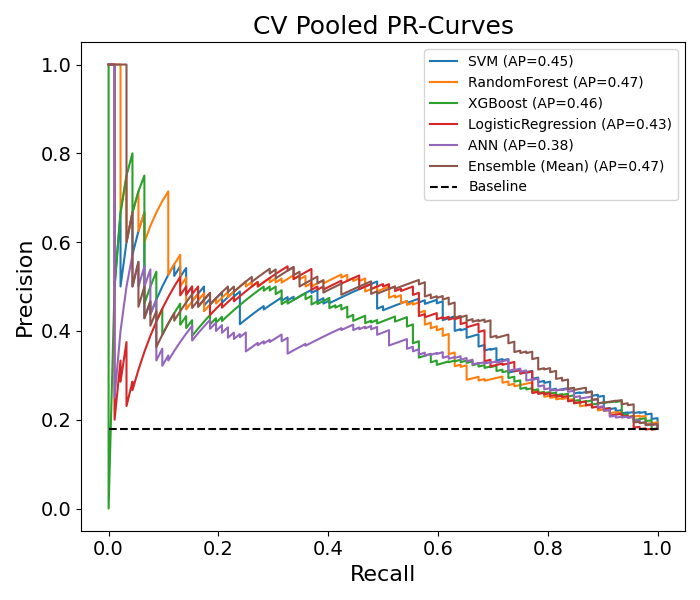 CV Pooled PR-Curves
SVM (AP=0.45)
RandomForest (AP=0.47)
XGBoost (AP=0.46)
LogisticRegression (AP=0.43)
ANN (AP=0.38)
Ensemble (Mean) (AP=0.47)
Baseline
Precision
1.0
0.8
0.6
0.4
0.2
0.0
0.0 0.2 0.4 0.6 0.8 1.0
Recall